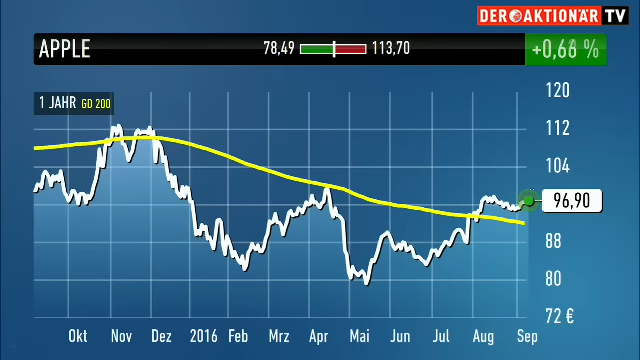 DER AKTIONÄR TV
APPLE 78,49 113,70 +0,68 %
1 JAHR GD 200
120
112
104
96,90
88
80
72 €
Okt Nov Dez 2016 Feb Mrz Apr Mai Jun Jul Aug Sep